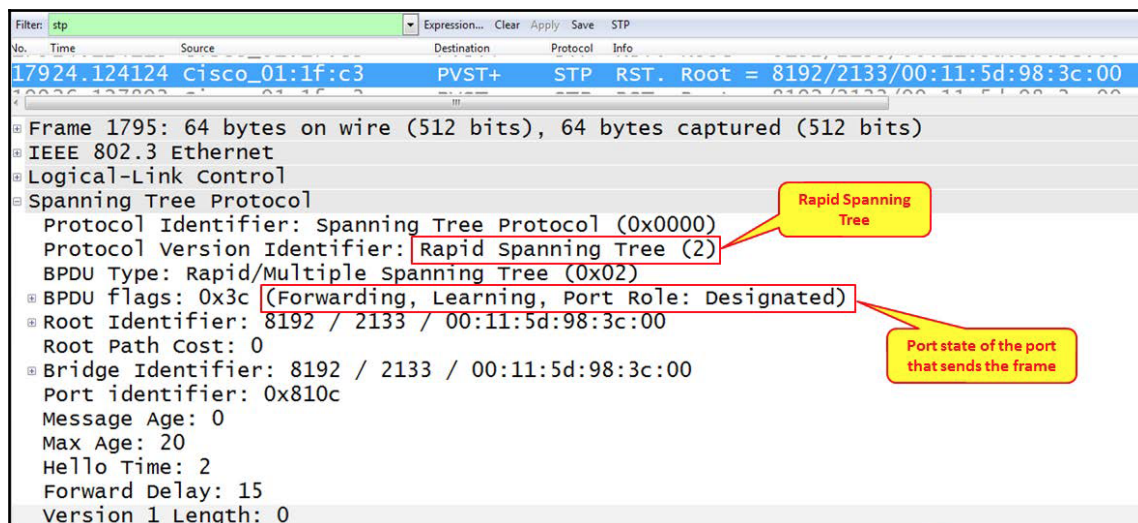 Filter: stp Expression... Clear Apply Save STP
No. Time Source Destination Protocol Info
17924.124124 Cisco_01:1f:c3 PVST+ STP RST. Root = 8192/2133/00:11:5d:98:3c:00
Frame 1795: 64 bytes on wire (512 bits), 64 bytes captured (512 bits)
IEEE 802.3 Ethernet
Logical-Link Control
Spanning Tree Protocol
Rapid Spanning
Tree
Protocol Identifier: Spanning Tree Protocol (0x0000)
Protocol Version Identifier: Rapid Spanning Tree (2)
BPDU Type: Rapid/Multiple Spanning Tree (0x02)
BPDU flags: 0x3c (Forwarding, Learning, Port Role: Designated)
Root Identifier: 8192 / 2133 / 00:11:5d:98:3c:00
Root Path Cost: 0
Port state of the port
that sends the frame
Bridge Identifier: 8192 / 2133 / 00:11:5d:98:3c:00
Port identifier: 0x810c
Message Age: 0
Max Age: 20
Hello Time: 2
Forward Delay: 15
Version 1 Length: 0